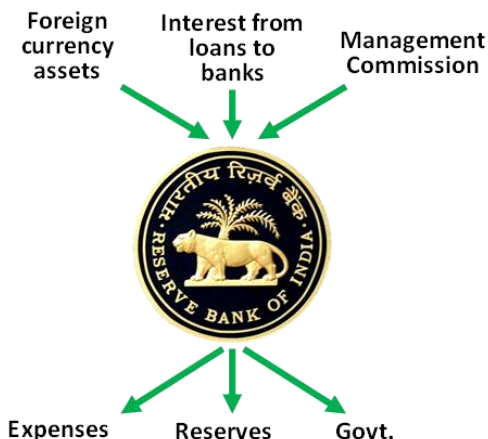 Foreign
currency
assets
Interest from
loans to
banks
Management
Commission
भारतीय रिज़र्व बैंक
RESERVE BANK OF INDIA
Expenses
Reserves
Govt.